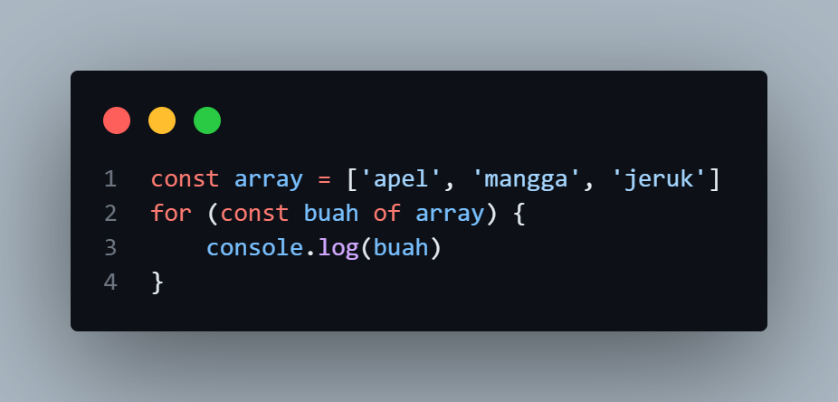 1 const array = ['apel', 'mangga', 'jeruk']
2 for (const buah of array) {
3     console.log(buah)
4 }